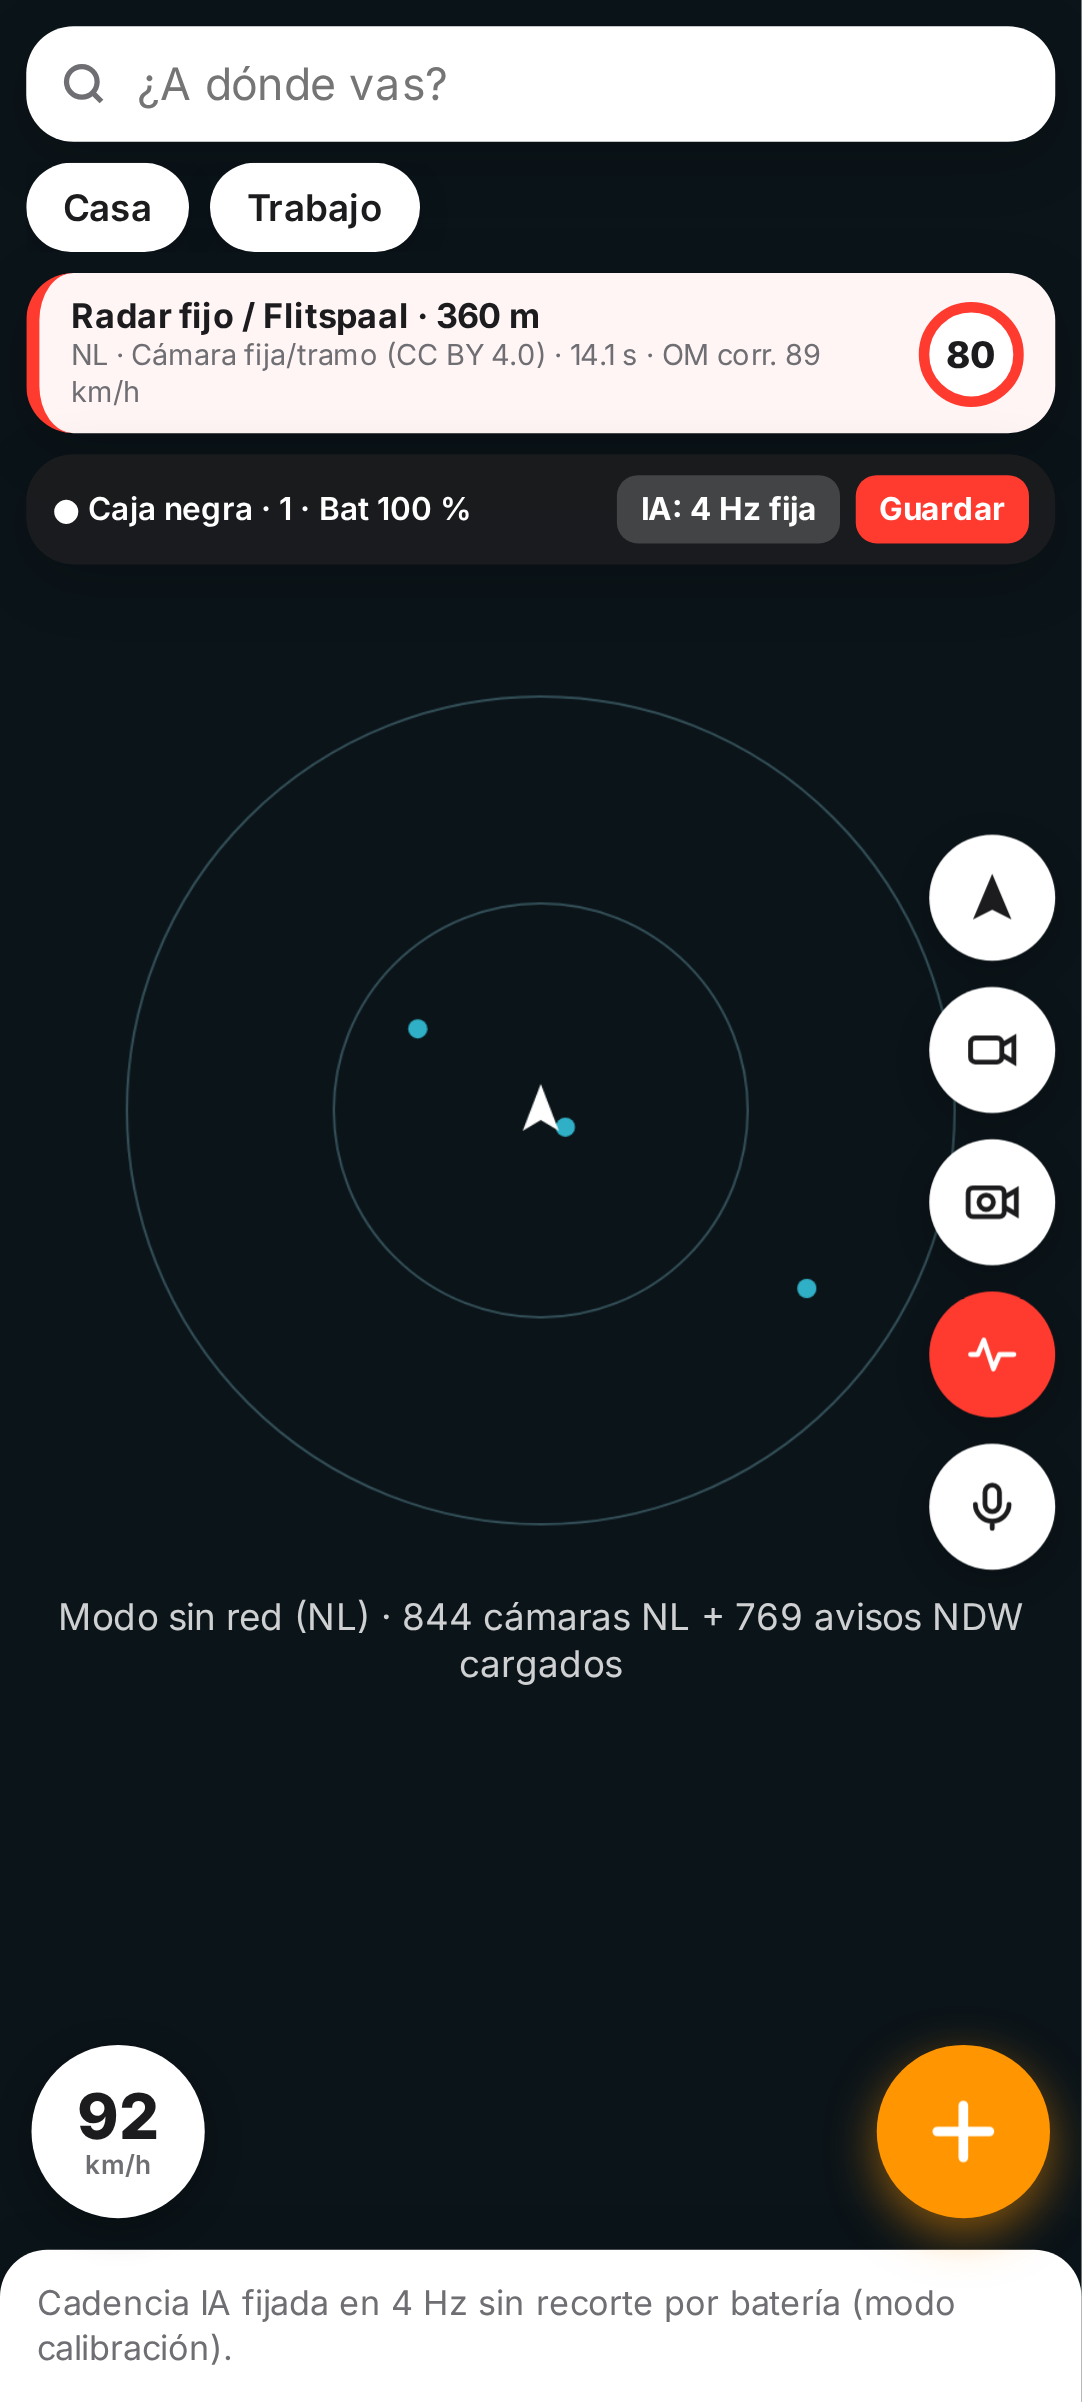 ¿A dónde vas?
Casa
Trabajo
Radar fijo / Flitspaal · 360 m
NL · Cámara fija/tramo (CC BY 4.0) · 14.1 s · OM corr. 89
km/h
80
Caja negra · 1 · Bat 100 %
IA: 4 Hz fija
Guardar
Modo sin red (NL) · 844 cámaras NL + 769 avisos NDW
cargados
92
km/h
Cadencia IA fijada en 4 Hz sin recorte por batería (modo
calibración).